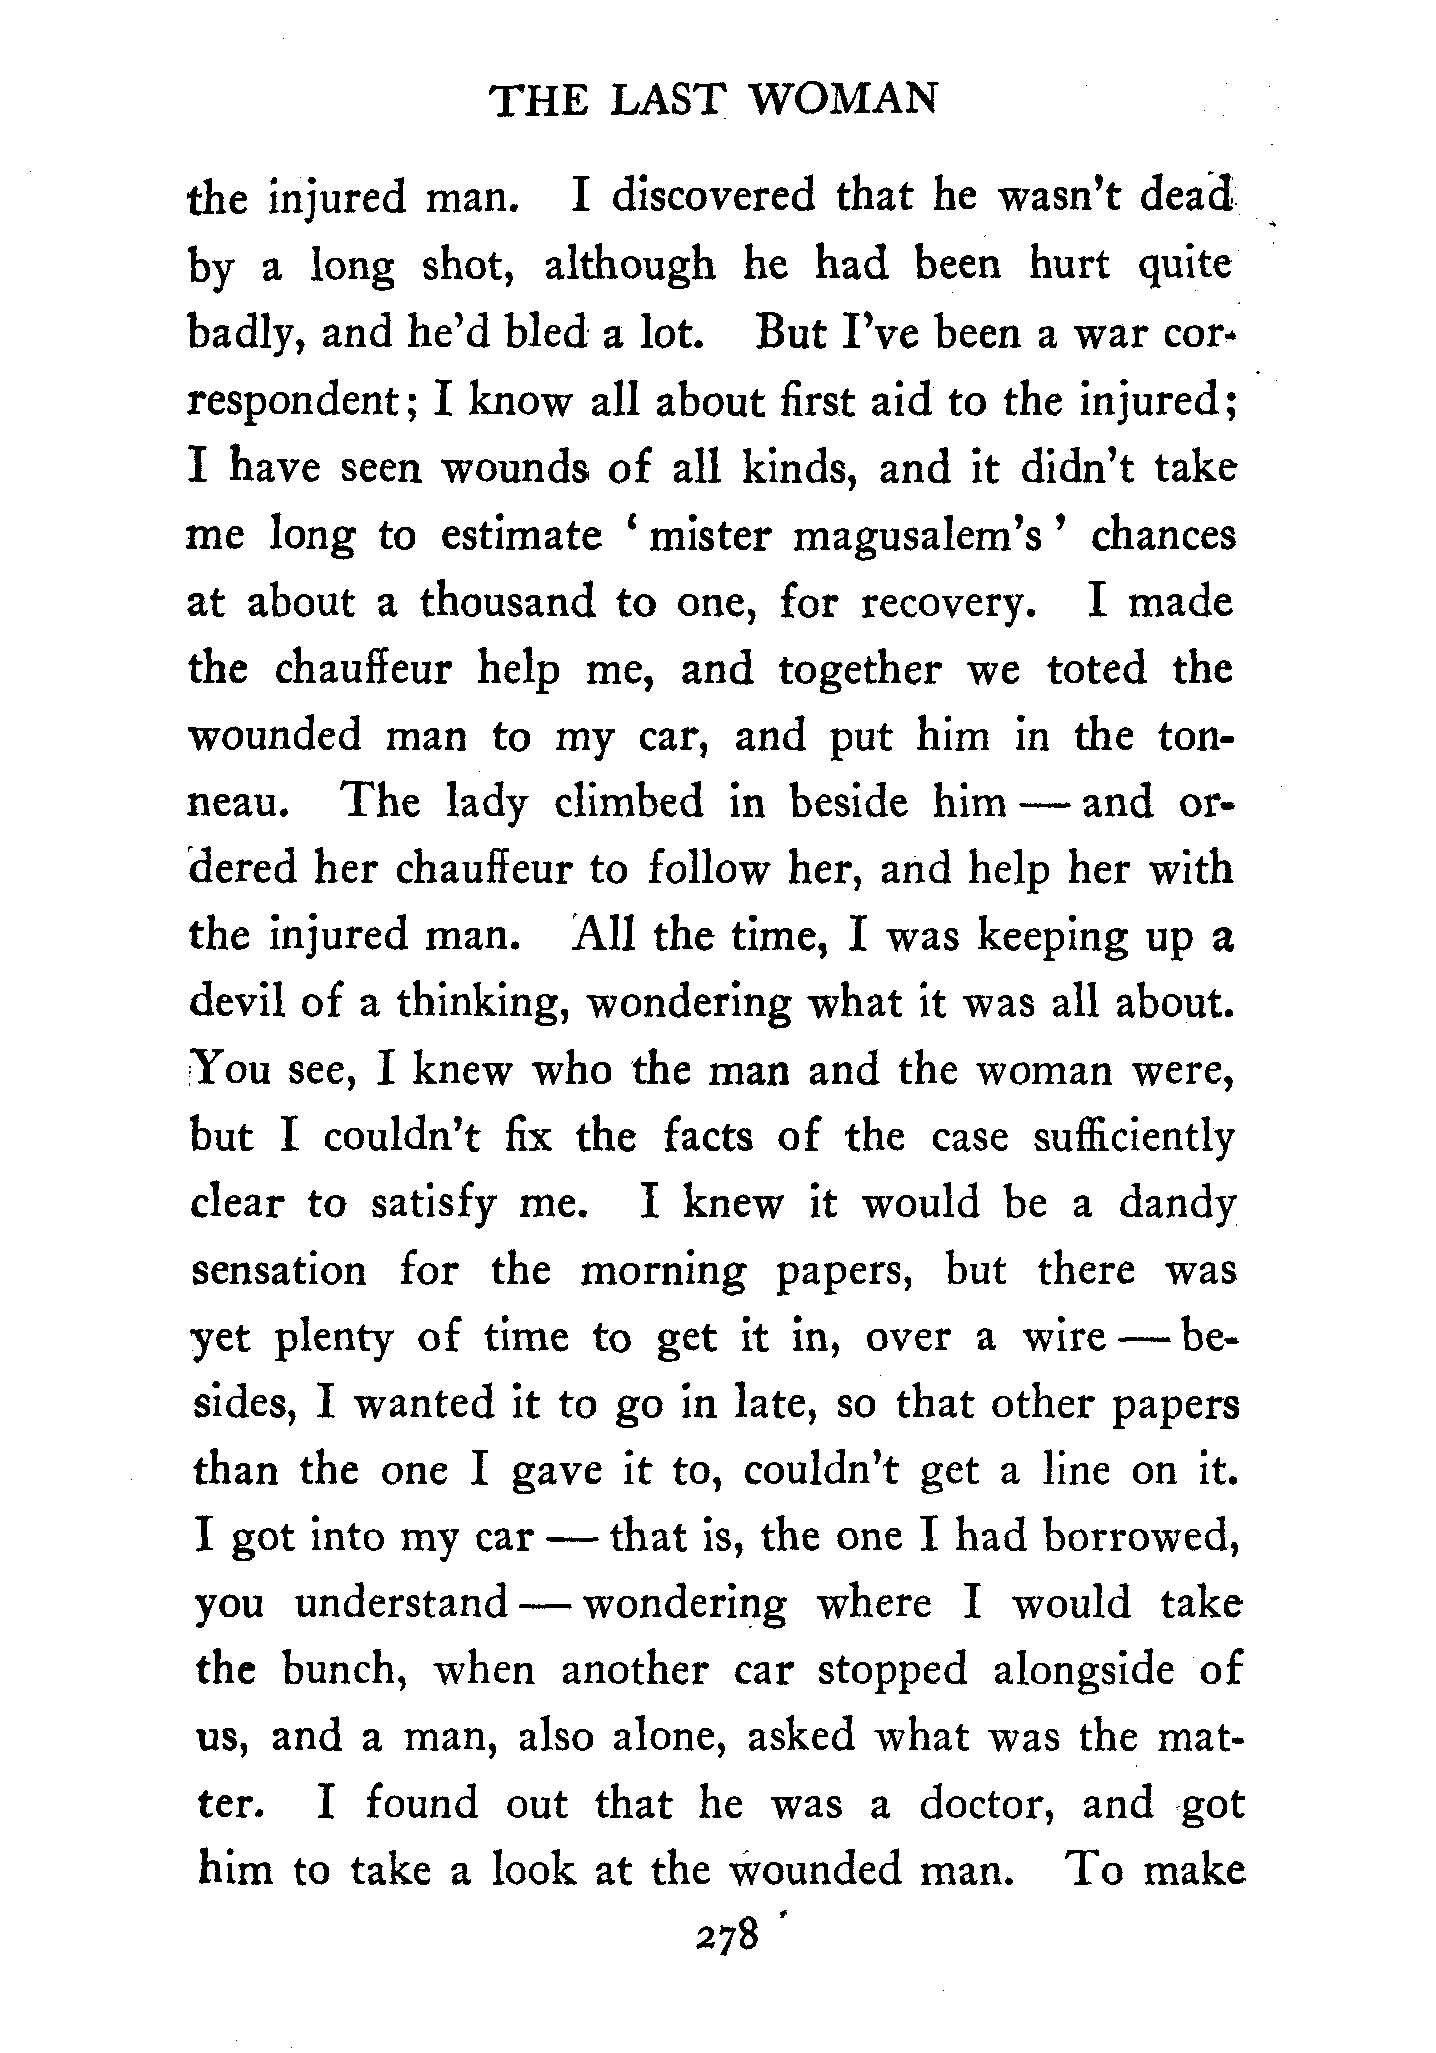 THE LAST WOMAN
the injured man. I discovered that he wasn't dead
by a long shot, although he had been hurt quite
badly, and he'd bled a lot. But I've been a war cor-
respondent; I know all about first aid to the injured;
I have seen wounds of all kinds, and it didn't take
me long to estimate ‘mister magusalem's’ chances
at about a thousand to one, for recovery. I made
the chauffeur help me, and together we toted the
wounded man to my car, and put him in the ton-
neau. The lady climbed in beside him — and or-
dered her chauffeur to follow her, and help her with
the injured man. All the time, I was keeping up a
devil of a thinking, wondering what it was all about.
You see, I knew who the man and the woman were,
but I couldn't fix the facts of the case sufficiently
clear to satisfy me. I knew it would be a dandy
sensation for the morning papers, but there was
yet plenty of time to get it in, over a wire — be-
sides, I wanted it to go in late, so that other papers
than the one I gave it to, couldn't get a line on it.
I got into my car — that is, the one I had borrowed,
you understand — wondering where I would take
the bunch, when another car stopped alongside of
us, and a man, also alone, asked what was the mat-
ter. I found out that he was a doctor, and got
him to take a look at the wounded man. To make
278